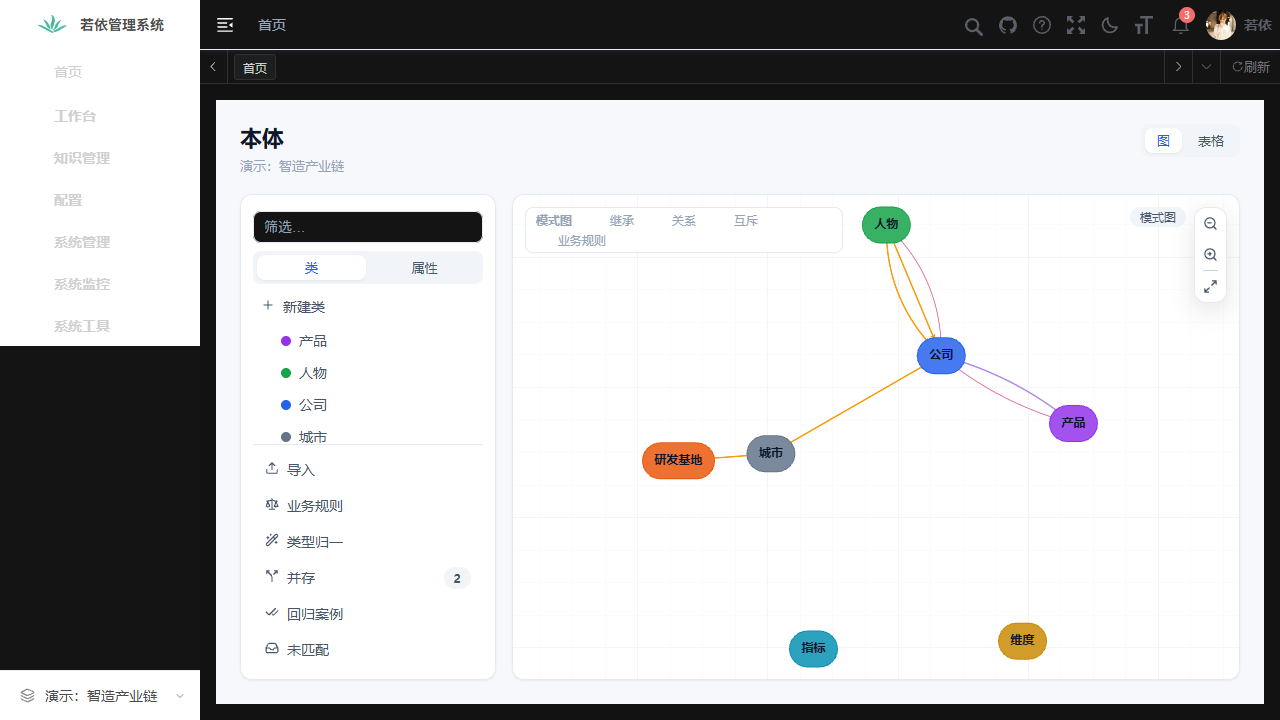 若依管理系统
首页
工作台
知识管理
配置
系统管理
系统监控
系统工具
演示：智造产业链
首页
3
若依
首页
刷新
本体
演示：智造产业链
图
表格
筛选...
类
属性
新建类
产品
人物
公司
城市
导入
业务规则
类型归一
并存
2
回归案例
未匹配
模式图 继承 关系 互斥
业务规则
模式图
人物
公司
产品
城市
研发基地
指标
维度